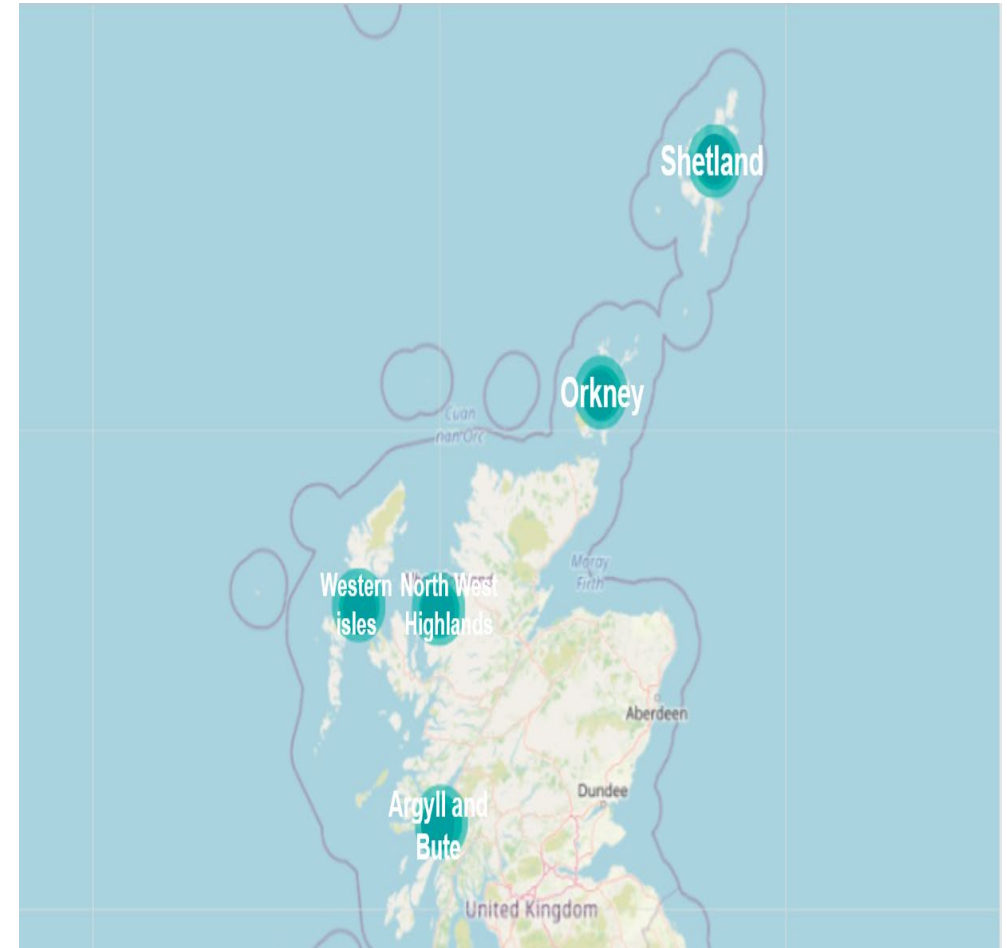 Shetland
Orkney
Cuan
nan Orc
Moray
Firth
Western
isles
North West
Highlands
Aberdeen
Dundee
Argyll and
Bute
United Kingdom